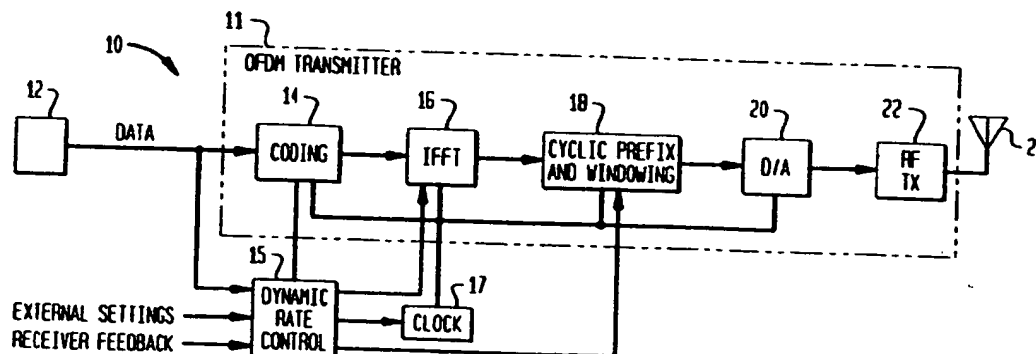 11
10
OFDM TRANSMITTER
12
14
16
18
20
22
2
DATA
CODING
IFFT
CYCLIC PREFIX
AND WINDOWING
D/A
RF
TX
15
17
EXTERNAL SETTINGS
RECEIVER FEEDBACK
DYNAMIC
RATE
CONTROL
CLOCK